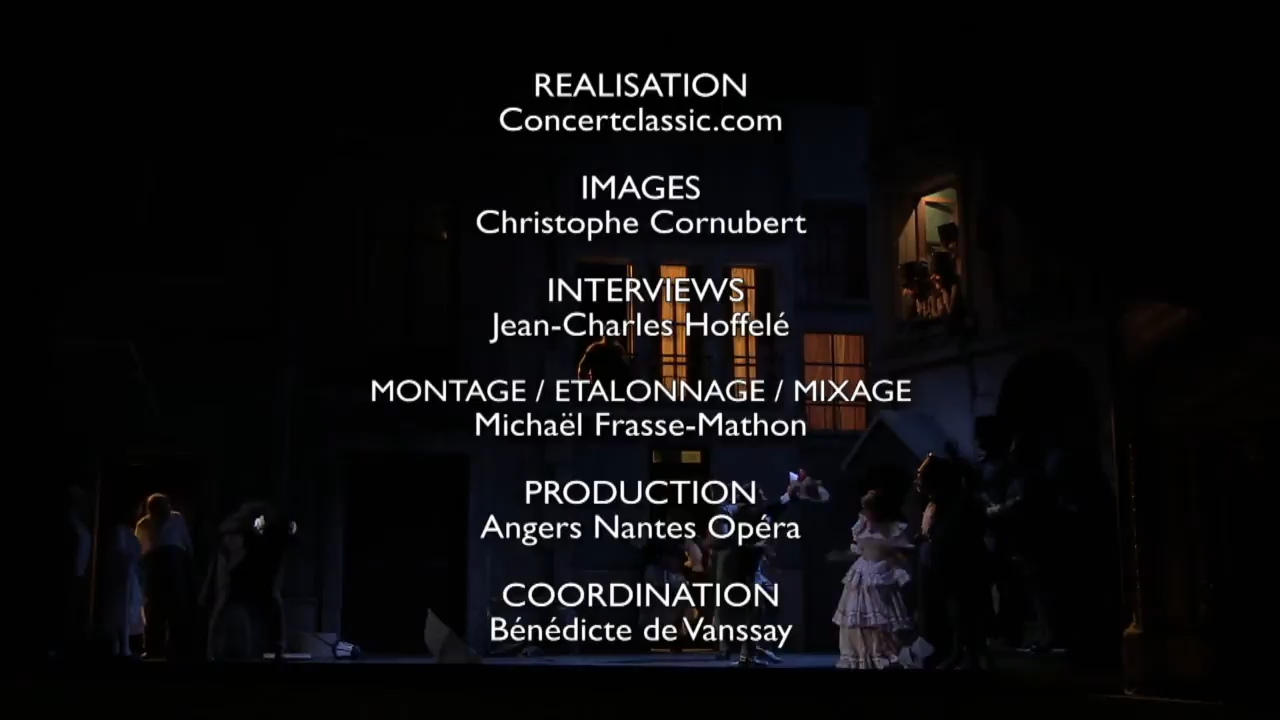 REALISATION
Concertclassic.com
IMAGES
Christophe Cornubert
INTERVIEWS
Jean-Charles Hoffelé
MONTAGE / ETALONNAGE / MIXAGE
Michaël Frasse-Mathon
PRODUCTION
Angers Nantes Opéra
COORDINATION
Bénédicte de Vanssay